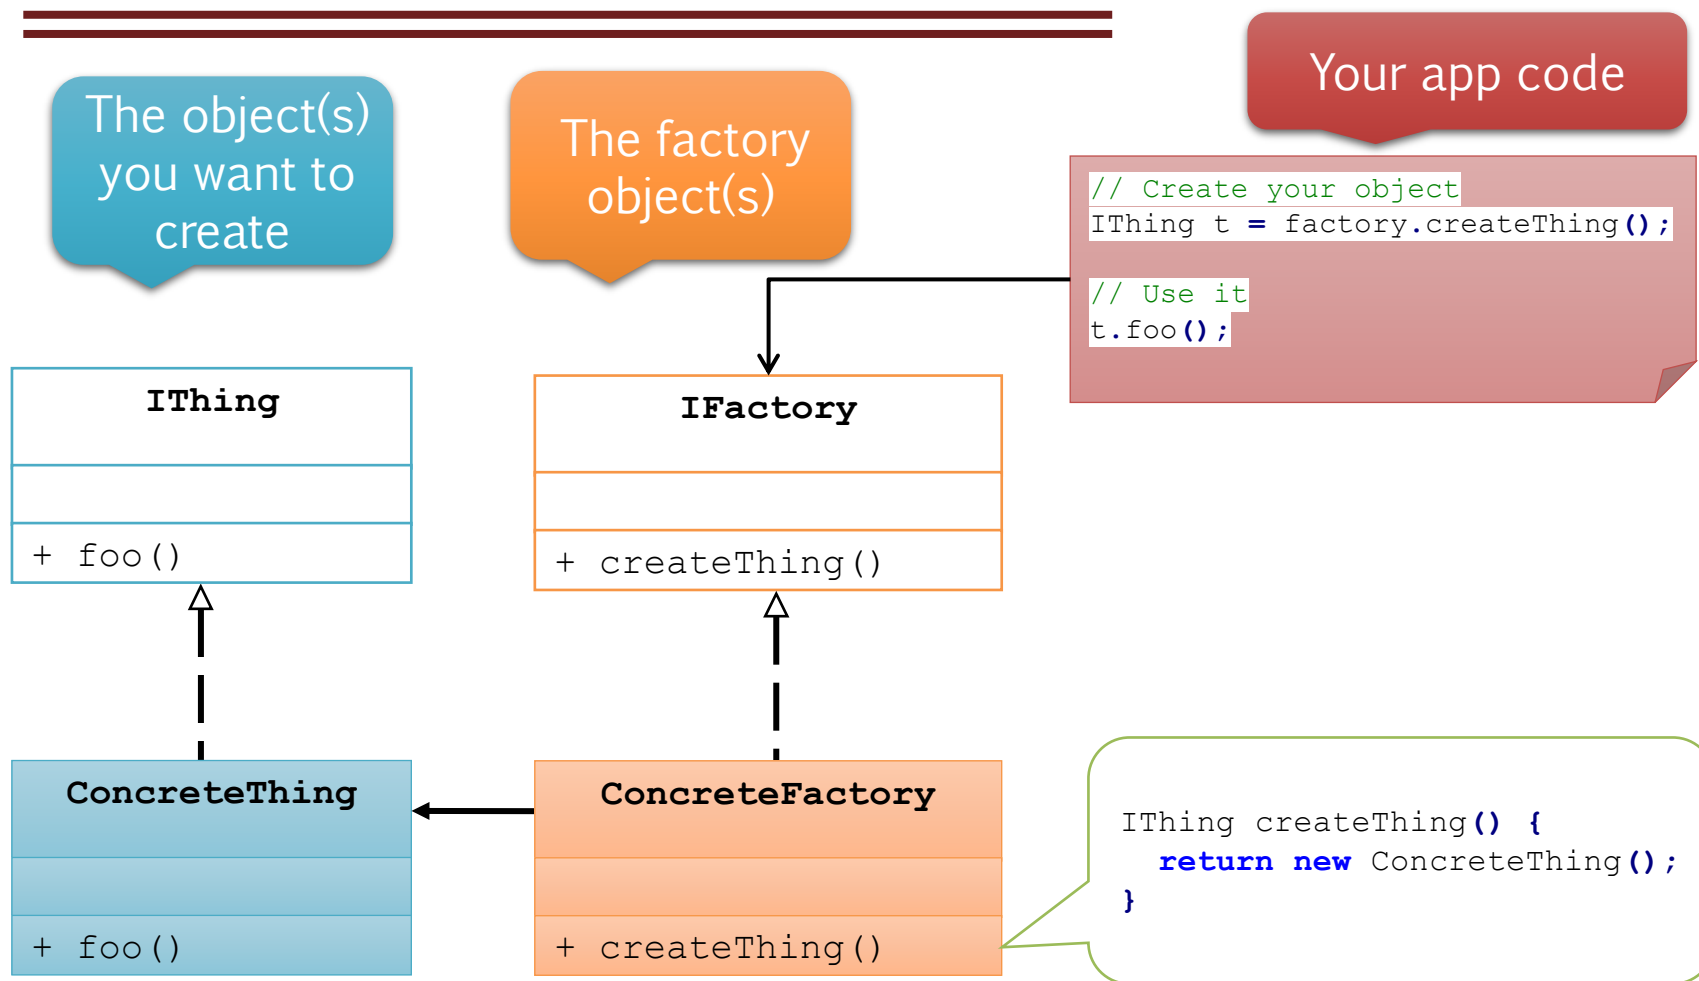 The object(s)
you want to
create
The factory
object(s)
Your app code
// Create your object
IThing t = factory.createThing();
// Use it
t.foo();
IThing
+ foo()
IFactory
+ createThing()
ConcreteThing
+ foo()
ConcreteFactory
+ createThing()
IThing createThing() {
return new ConcreteThing();
}